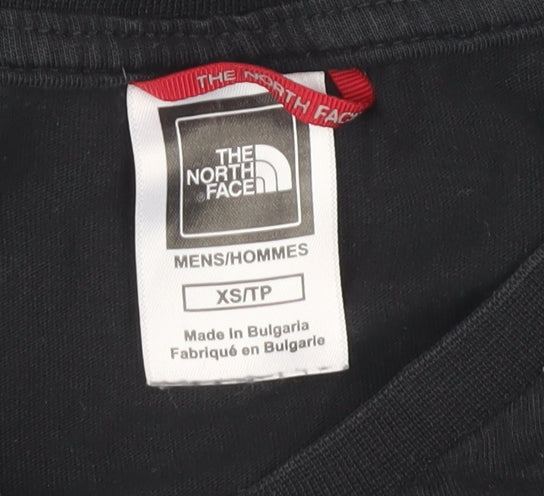 THE NORTH FACE
THE
NORTH
FACE
MENS/HOMMES
XS/TP
Made In Bulgaria
Fabriqué en Bulgarie